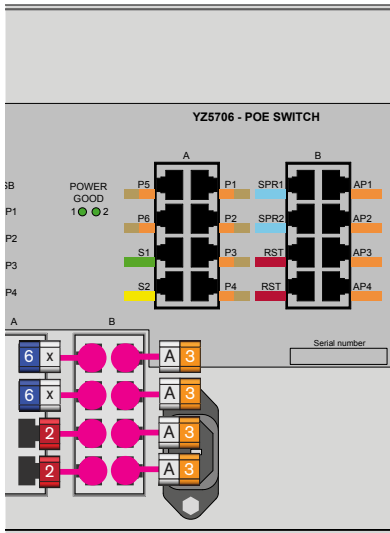 YZ5706 - POE SWITCH
A
B
SB
POWER
GOOD
1 2
P5
P1
SPR1
AP1
P1
P6
P2
SPR2
AP2
P2
S1
P3
RST
AP3
P3
S2
P4
RST
AP4
P4
A
B
Serial number
6 x
A 3
6 x
A 3
2
A 3
2
A 3